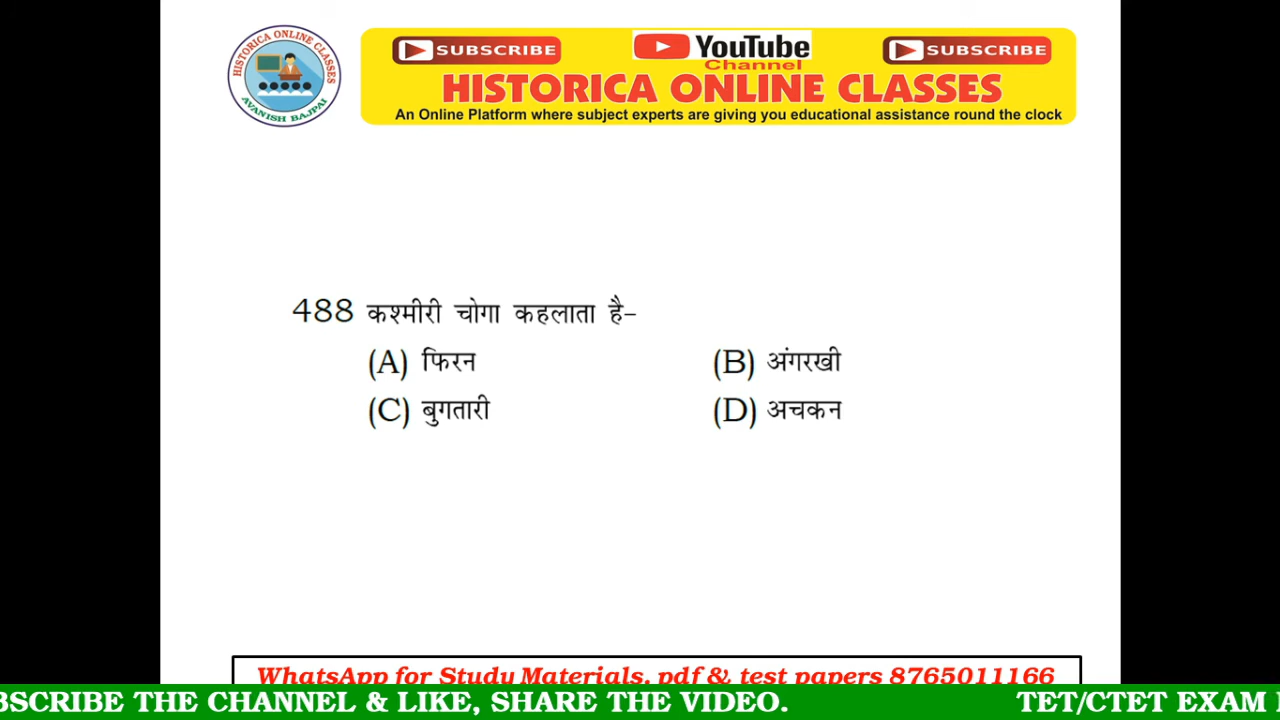 HISTORICA ONLINE CLASSES
AVANISH BAJPAI
SUBSCRIBE
YouTube
Channel
SUBSCRIBE
HISTORICA ONLINE CLASSES
An Online Platform where subject experts are giving you educational assistance round the clock
488 कश्मीरी चोगा कहलाता है–
(A) फिरन (B) अंगरखी
(C) बुगतारी (D) अचकन
WhatsApp for Study Materials, pdf & test papers 8765011166
BSCRIBE THE CHANNEL & LIKE, SHARE THE VIDEO. TET/CTET EXAM